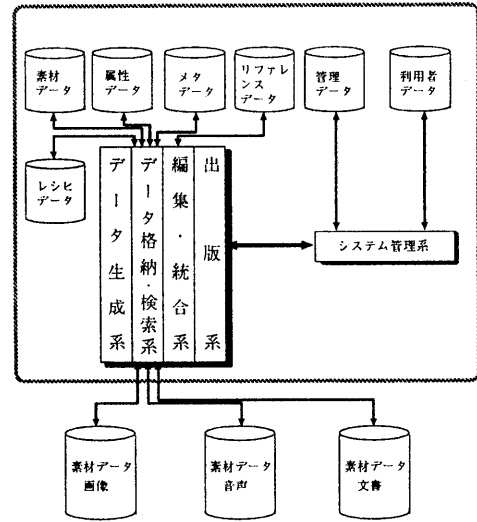 素材
データ
属性
データ
メタ
データ
リファレ
ンス
データ
管理
データ
利用者
データ
レシピ
データ
データ生成系
データ格納・検索系
編集・統合系
出版系
システム管理系
素材データ
画像
素材データ
音声
素材データ
文書